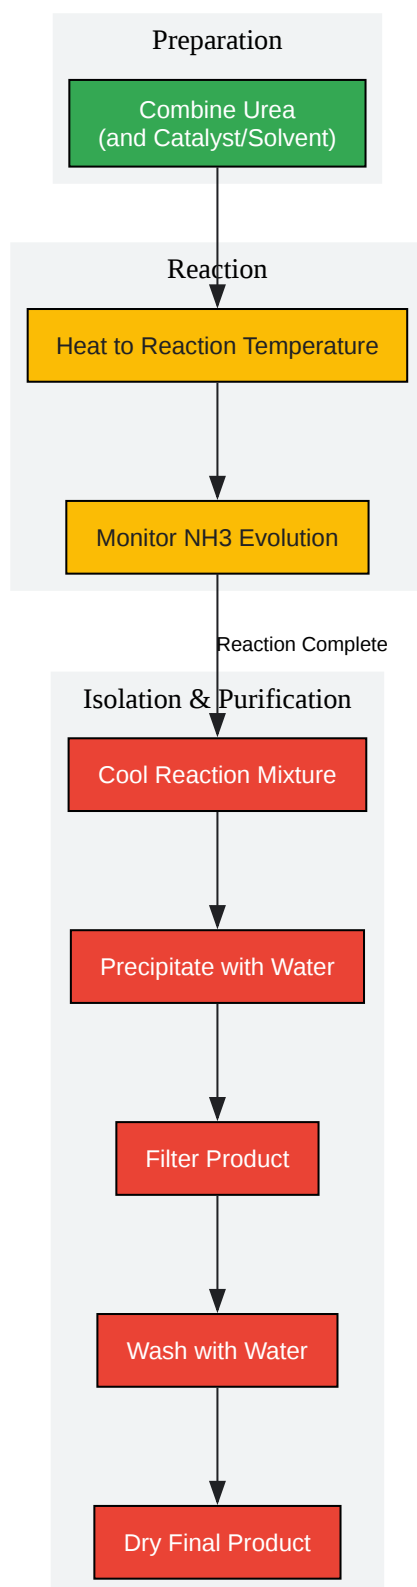 Preparation
Combine Urea
(and Catalyst/Solvent)
Reaction
Heat to Reaction Temperature
Monitor NH3 Evolution
Reaction Complete
Isolation & Purification
Cool Reaction Mixture
Precipitate with Water
Filter Product
Wash with Water
Dry Final Product